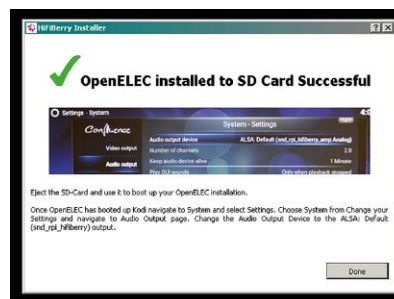 HiFiBerry Installer
OpenELEC installed to SD Card Successful
Settings - System
Confluence
System - Settings
Video output
Audio output
Audio output device ALSA: Default (snd_rpi_hifiberry_amp Analog)
Number of channels 2.0
Keep audio device alive 1 Minute
Play GUI sounds Only when playback stopped
Eject the SD-Card and use it to boot up your OpenELEC installation.
Once OpenELEC has booted up Kodi navigate to System and select Settings. Choose System from Change your
Settings and navigate to Audio Output page. Change the Audio Output Device to the ALSA: Default
(snd_rpi_hifiberry) output.
Done